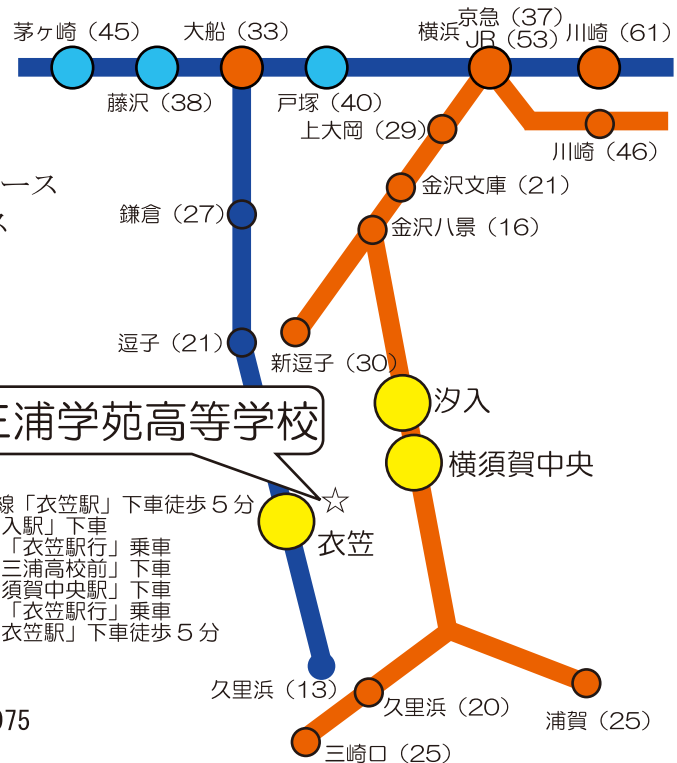 茅ヶ崎（45）
大船（33）
横浜
京急（37）
JR（53）
川崎（61）
藤沢（38）
戸塚（40）
上大岡（29）
川崎（46）
ース
金沢文庫（21）
鎌倉（27）
ス
金沢八景（16）
逗子（21）
新逗子（30）
汐入
三浦学苑高等学校
横須賀中央
線「衣笠駅」下車徒歩5分
☆
入駅」下車
衣笠
「衣笠駅行」乗車
三浦高校前」下車
須賀中央駅」下車
「衣笠駅行」乗車
衣笠駅」下車徒歩5分
久里浜（13）
久里浜（20）
975
浦賀（25）
三崎口（25）